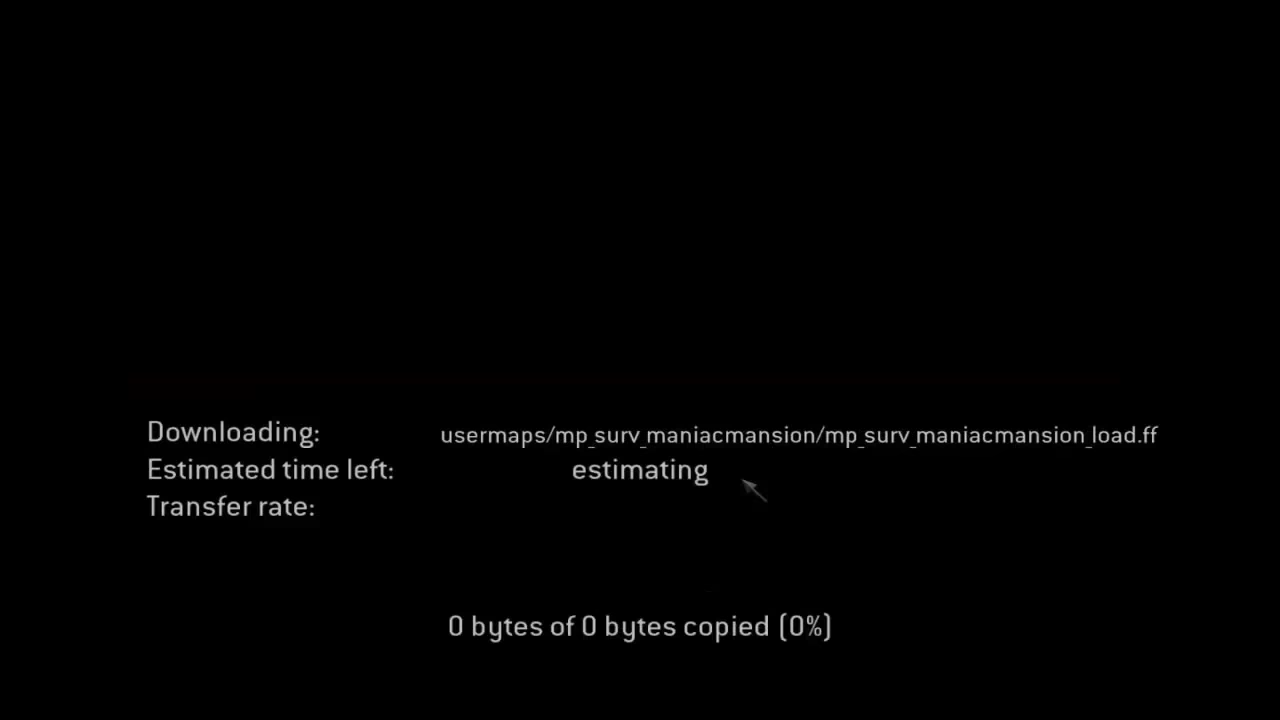 Downloading: usermaps/mp_surv_maniacmansion/mp_surv_maniacmansion_load.ff
Estimated time left: estimating
Transfer rate:
0 bytes of 0 bytes copied (0%)